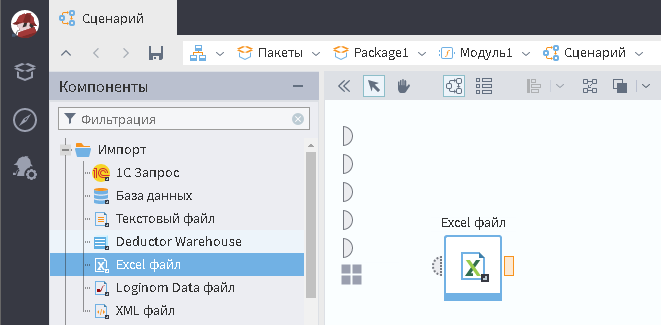 Сценарий
Пакеты Package1 Модуль1 Сценарий
Компоненты
Фильтрация
Импорт
1С Запрос
База данных
Текстовый файл
Deductor Warehouse
Excel файл
Loginom Data файл
XML файл
Excel файл